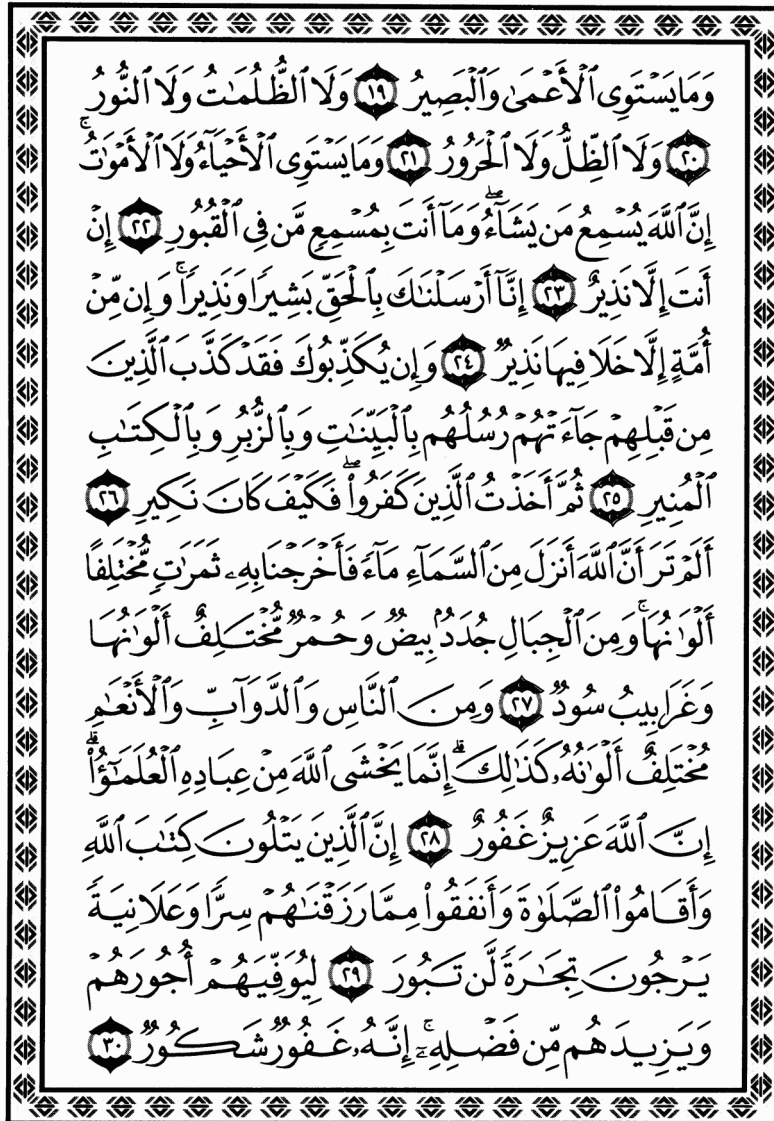 وَمَا يَسْتَوِى ٱلْأَعْمَىٰ وَٱلْبَصِيرُ ١٩ وَلَا ٱلظُّلُمَٰتُ وَلَا ٱلنُّورُ
٢٠ وَلَا ٱلظِّلُّ وَلَا ٱلْحَرُورُ ٢١ وَمَا يَسْتَوِى ٱلْأَحْيَآءُ وَلَا ٱلْأَمْوَٰتُۚ
إِنَّ ٱللَّهَ يُسْمِعُ مَن يَشَآءُۖ وَمَآ أَنتَ بِمُسْمِعٍ مَّن فِى ٱلْقُبُورِ ٢٢ إِنْ
أَنتَ إِلَّا نَذِيرٌ ٢٣ إِنَّآ أَرْسَلْنَٰكَ بِٱلْحَقِّ بَشِيرًا وَنَذِيرًاۚ وَإِن مِّنْ
أُمَّةٍ إِلَّا خَلَا فِيهَا نَذِيرٌ ٢٤ وَإِن يُكَذِّبُوكَ فَقَدْ كَذَّبَ ٱلَّذِينَ
مِن قَبْلِهِمْ جَآءَتْهُمْ رُسُلُهُم بِٱلْبَيِّنَٰتِ وَبِٱلزُّبُرِ وَبِٱلْكِتَٰبِ
ٱلْمُنِيرِ ٢٥ ثُمَّ أَخَذْتُ ٱلَّذِينَ كَفَرُوا۟ۖ فَكَيْفَ كَانَ نَكِيرِ ٢٦
أَلَمْ تَرَ أَنَّ ٱللَّهَ أَنزَلَ مِنَ ٱلسَّمَآءِ مَآءً فَأَخْرَجْنَا بِهِۦ ثَمَرَٰتٍ مُّخْتَلِفًا
أَلْوَٰنُهَاۚ وَمِنَ ٱلْجِبَالِ جُدَدٌۢ بِيضٌ وَحُمْرٌ مُّخْتَلِفٌ أَلْوَٰنُهَا
وَغَرَابِيبُ سُودٌ ٢٧ وَمِنَ ٱلنَّاسِ وَٱلدَّوَآبِّ وَٱلْأَنْعَٰمِ
مُخْتَلِفٌ أَلْوَٰنُهُۥ كَذَٰلِكَۗ إِنَّمَا يَخْشَى ٱللَّهَ مِنْ عِبَادِهِ ٱلْعُلَمَٰٓؤُا۟ۗ
إِنَّ ٱللَّهَ عَزِيزٌ غَفُورٌ ٢٨ إِنَّ ٱلَّذِينَ يَتْلُونَ كِتَٰبَ ٱللَّهِ
وَأَقَامُوا۟ ٱلصَّلَوٰةَ وَأَنفَقُوا۟ مِمَّا رَزَقْنَٰهُمْ سِرًّا وَعَلَانِيَةً
يَرْجُونَ تِجَٰرَةً لَّن تَبُورَ ٢٩ لِيُوَفِّيَهُمْ أُجُورَهُمْ
وَيَزِيدَهُم مِّن فَضْلِهِۦٓۚ إِنَّهُۥ غَفُورٌ شَكُورٌ ٣٠